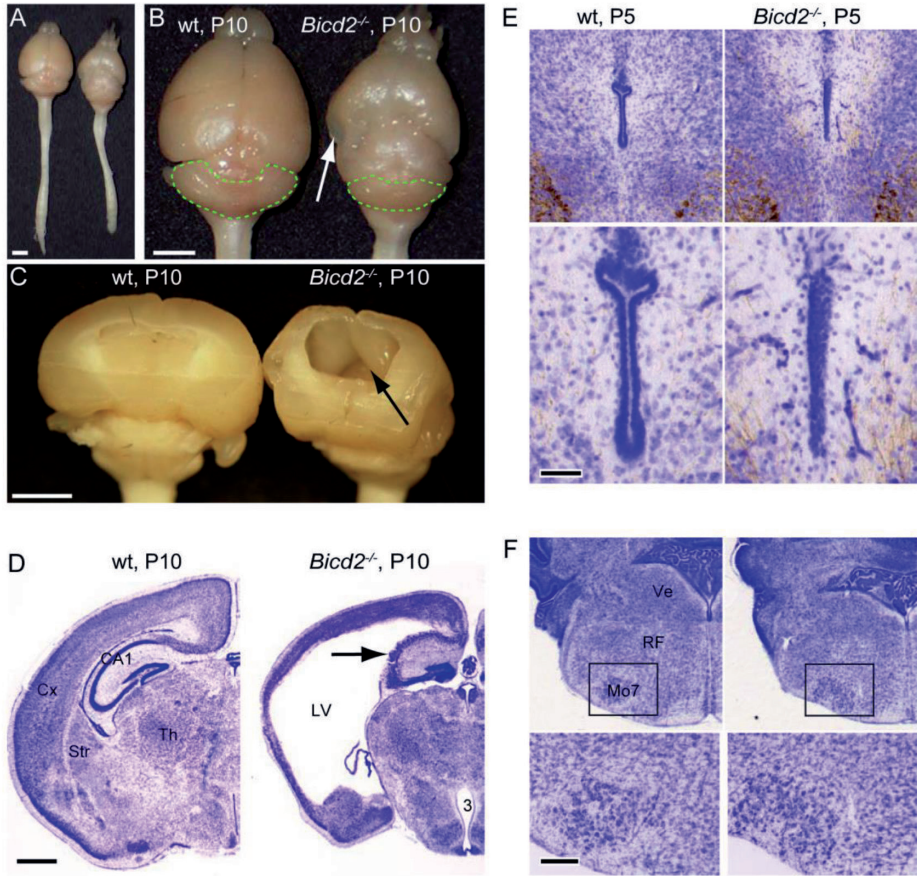 A
B
wt, P10
Bicd2-/-, P10
C
wt, P10
Bicd2-/-, P10
D
wt, P10
Bicd2-/-, P10
Cx
CA1
Str
Th
LV
3
E
wt, P5
Bicd2-/-, P5
F
Ve
RF
Mo7